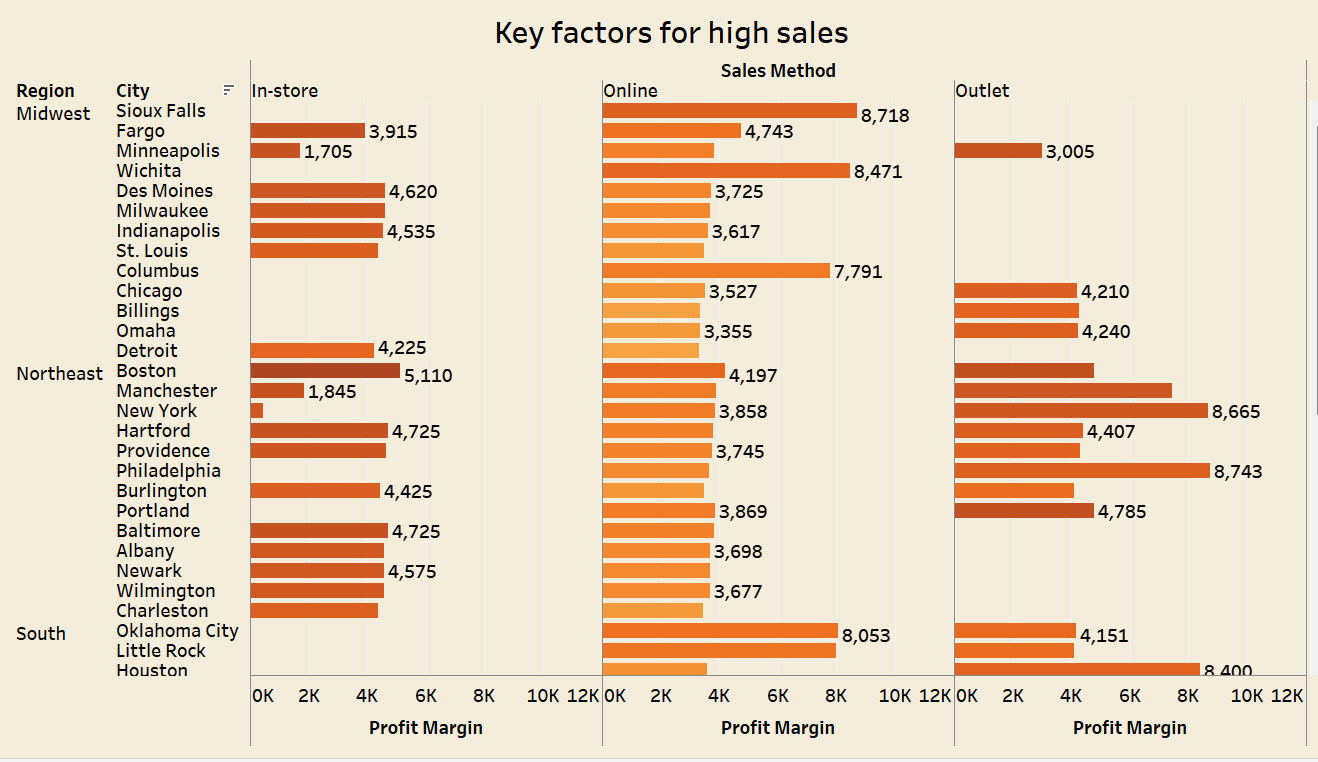 Key factors for high sales
Sales Method
Region City In-store Online Outlet
Midwest Sioux Falls 8,718
Fargo 3,915 4,743
Minneapolis 1,705 3,005
Wichita 8,471
Des Moines 4,620 3,725
Milwaukee
Indianapolis 4,535 3,617
St. Louis
Columbus 7,791
Chicago 3,527 4,210
Billings
Omaha 3,355 4,240
Detroit 4,225
Northeast Boston 5,110 4,197
Manchester 1,845
New York 3,858 8,665
Hartford 4,725 4,407
Providence 3,745
Philadelphia 8,743
Burlington 4,425
Portland 3,869 4,785
Baltimore 4,725
Albany 3,698
Newark 4,575
Wilmington 3,677
Charleston
South Oklahoma City 8,053 4,151
Little Rock
Houston 8,400
0K 2K 4K 6K 8K 10K 12K 0K 2K 4K 6K 8K 10K 12K 0K 2K 4K 6K 8K 10K 12K
Profit Margin Profit Margin Profit Margin